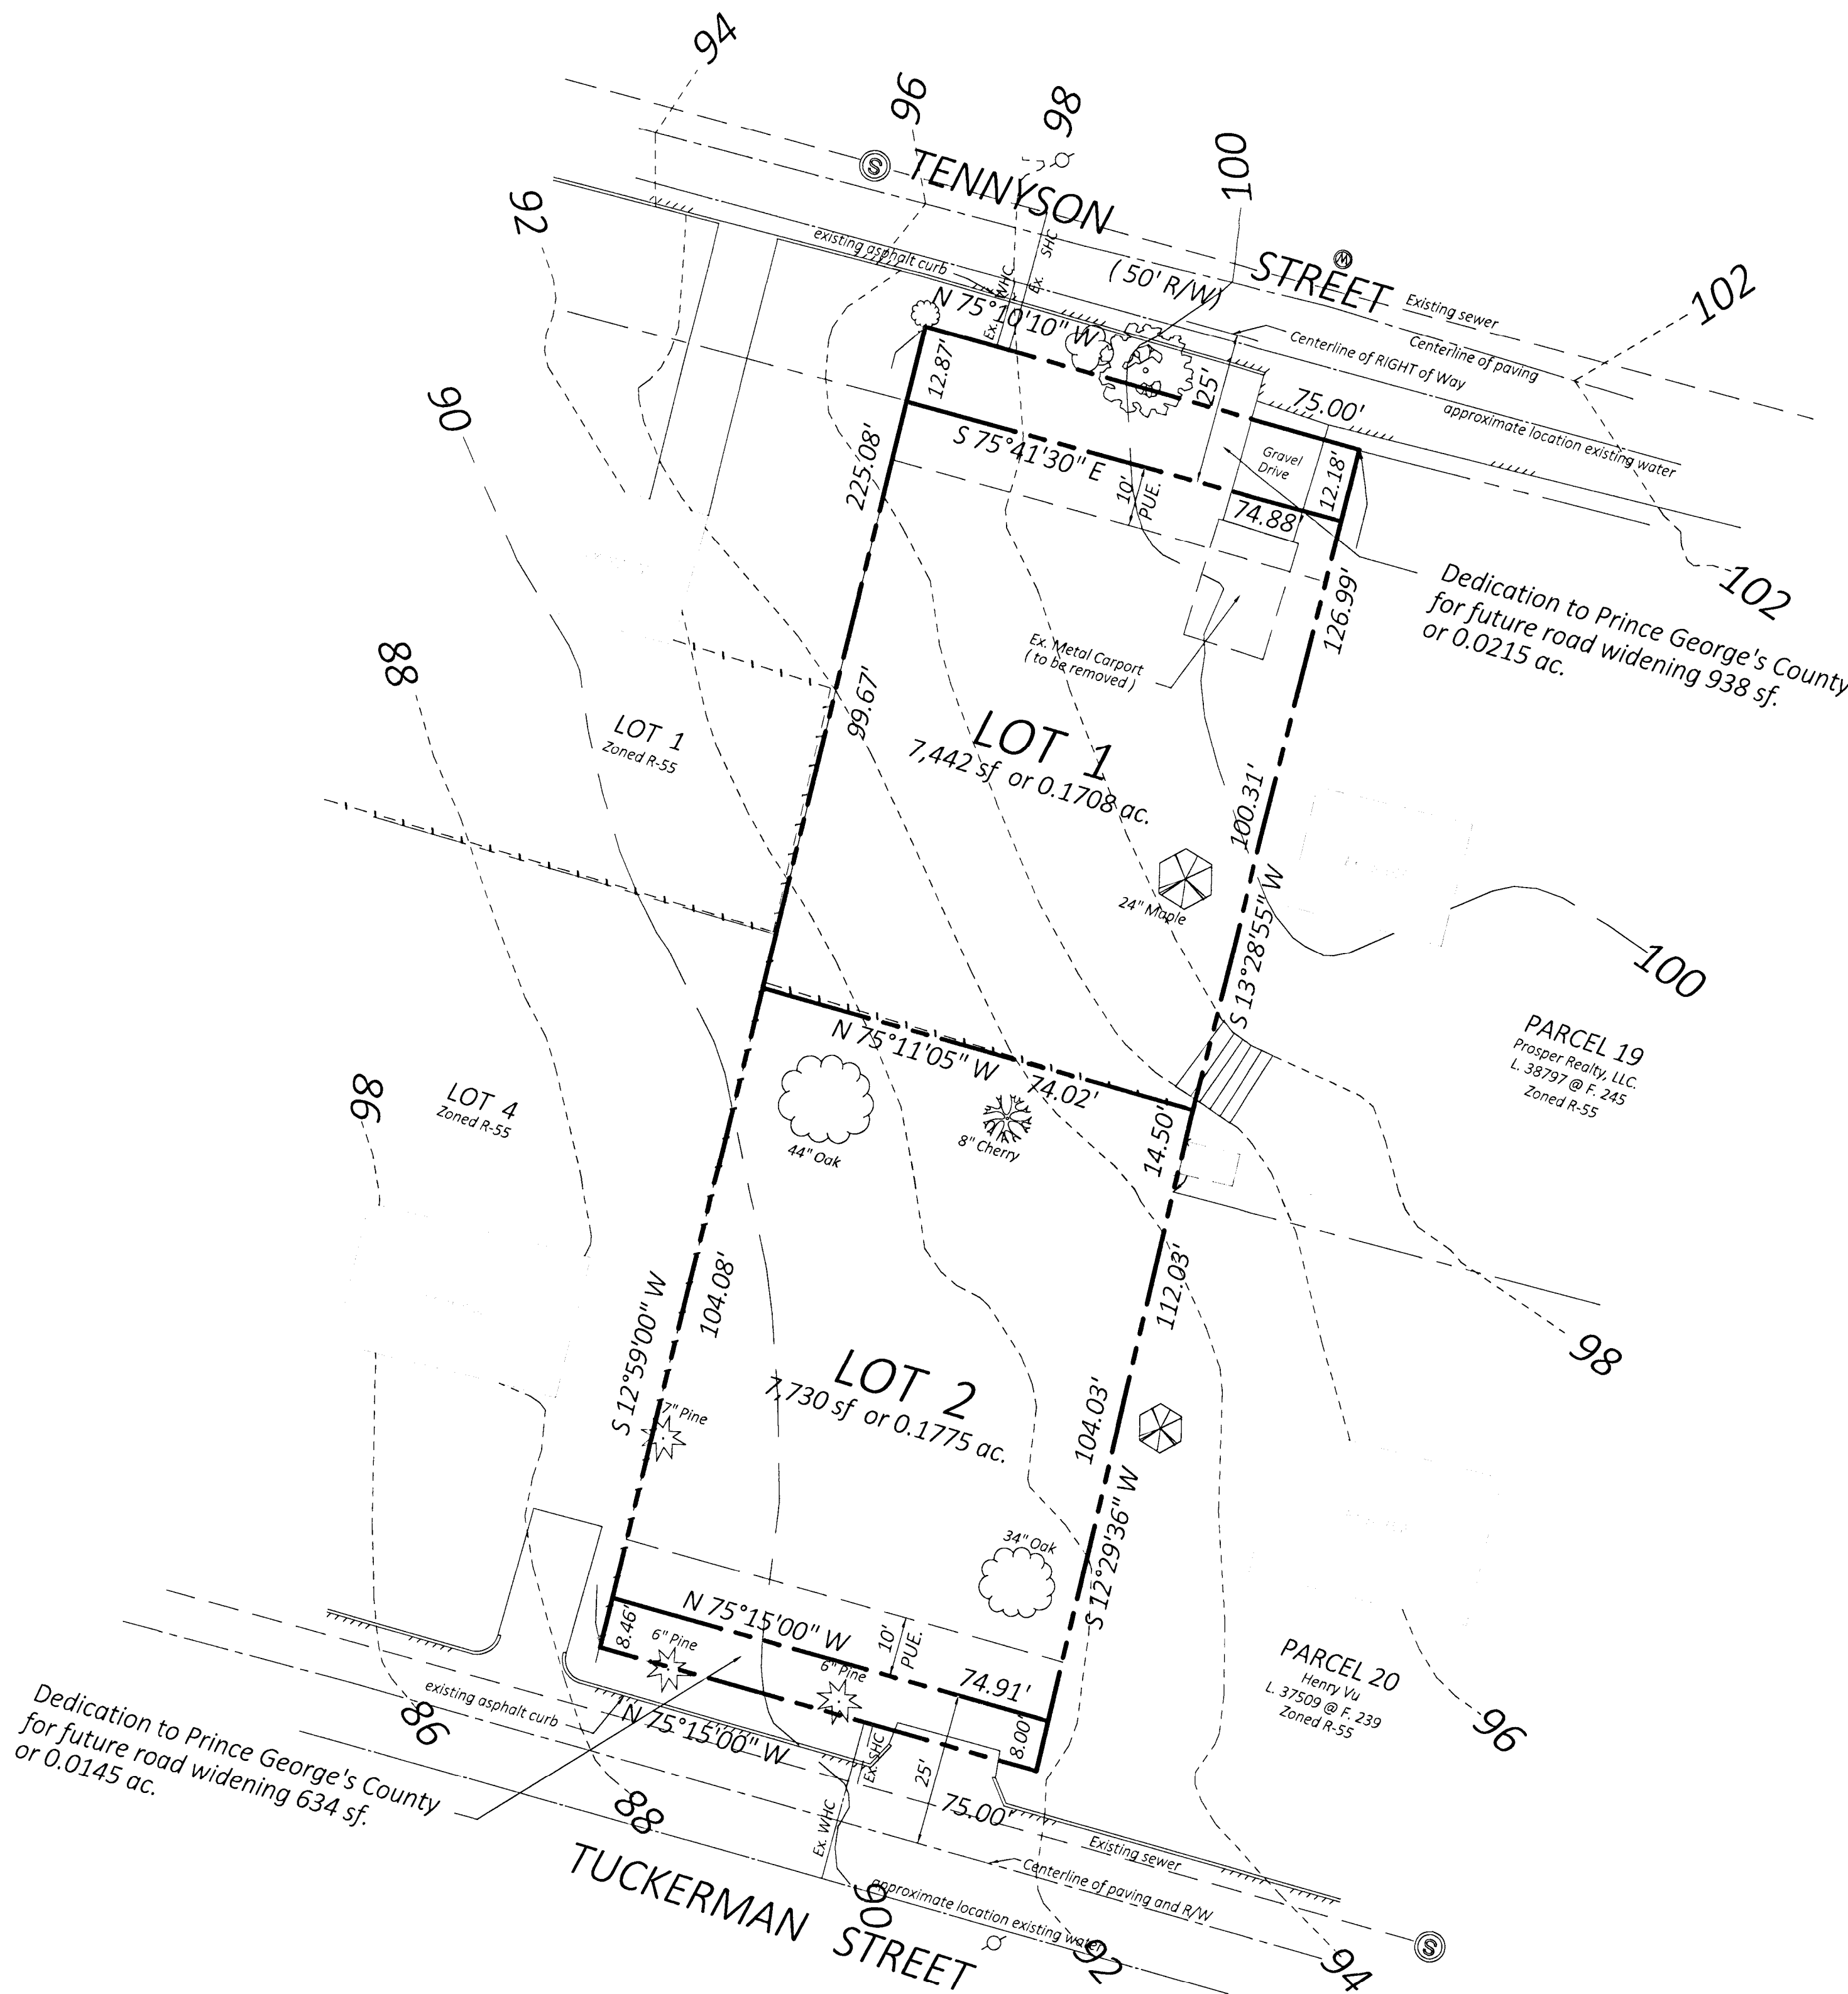 94
96
98
100
92
TENNYSON STREET
( 50' R/W)
existing asphalt curb
Ex. WHC
Ex. SHC
Existing sewer
Centerline of paving
Centerline of RIGHT of Way
approximate location existing water
102
102
N 75°10'10" W
75.00'
12.87'
25'
Gravel
Drive
12.18'
S 75°41'30" E
74.88'
10'
PUE.
225.08'
126.99'
90
88
Dedication to Prince George's County
for future road widening 938 sf.
or 0.0215 ac.
Ex. Metal Carport
( to be removed )
99.67'
LOT 1
Zoned R-55
LOT 1
7,442 sf or 0.1708 ac.
100.31'
24" Maple
S 13°28'55" W
100
PARCEL 19
Prosper Realty, LLC.
L. 38797 @ F. 245
Zoned R-55
N 75°11'05" W
74.02'
14.50'
86
LOT 4
Zoned R-55
44" Oak
8" Cherry
104.08'
112.03'
S 12°59'00" W
98
LOT 2
7,730 sf or 0.1775 ac.
7" Pine
104.03'
S 12°29'36" W
34" Oak
N 75°15'00" W
74.91'
10'
PUE.
8.46'
6" Pine
6" Pine
8.00'
PARCEL 20
Henry Vu
L. 37509 @ F. 239
Zoned R-55
96
86
existing asphalt curb
N 75°15'00" W
75.00'
25'
Ex. SHC
Ex. WHC
Dedication to Prince George's County
for future road widening 634 sf.
or 0.0145 ac.
88
Existing sewer
Centerline of paving and R/W
approximate location existing water
TUCKERMAN STREET
90
92
94
S
W
S